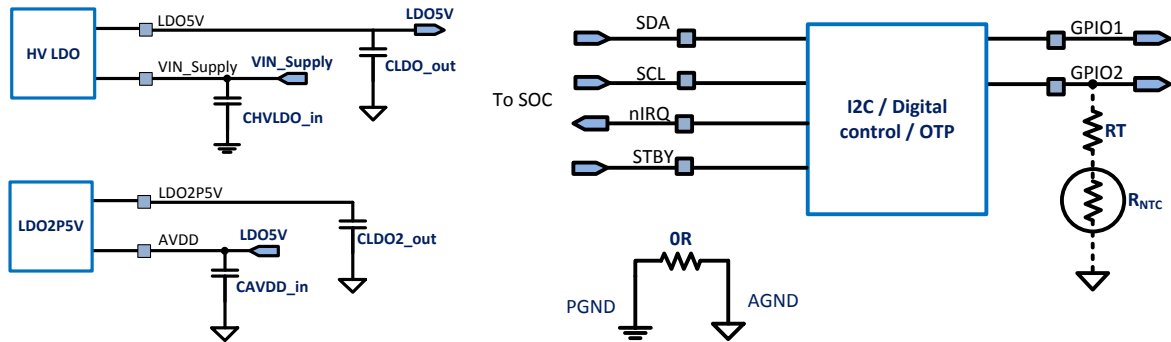 HV LDO
LDO5V
LDO5V
CLDO_out
VIN_Supply
VIN_Supply
CHVLDO_in
LDO2P5V
LDO2P5V
CLDO2_out
AVDD
LDO5V
CAVDD_in
To SOC
SDA
SCL
nIRQ
STBY
I2C / Digital
control / OTP
GPIO1
GPIO2
RT
RNTC
0R
PGND
AGND